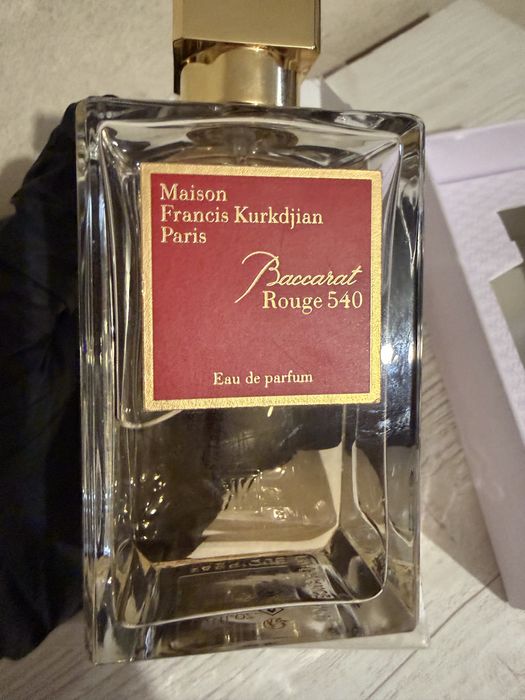 Maison
Francis Kurkdjian
Paris
Baccarat
Rouge 540
Eau de parfum